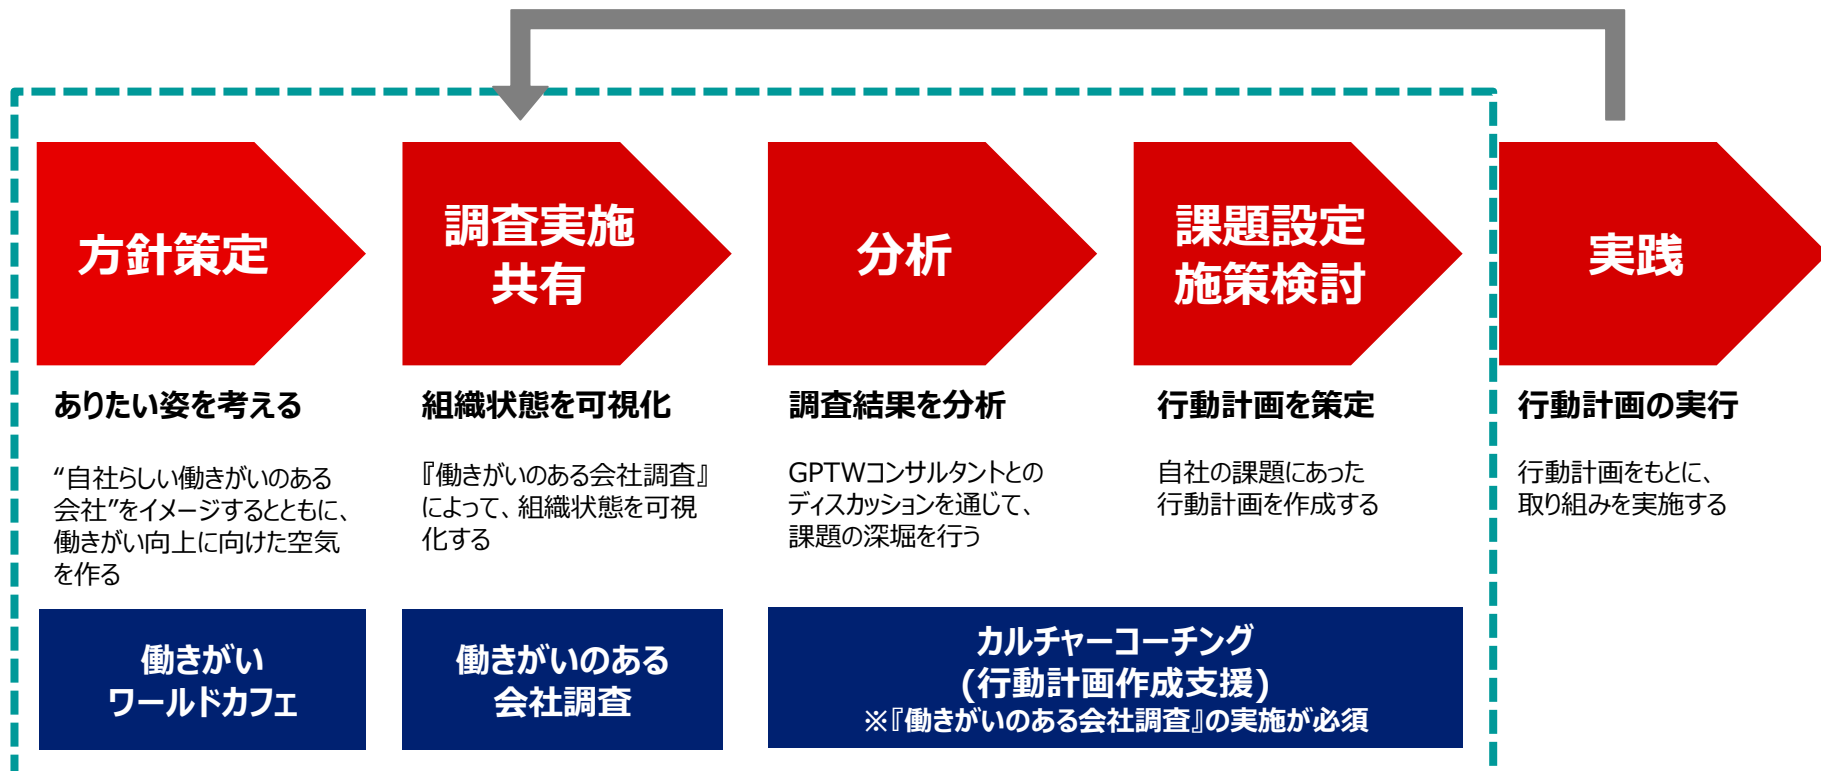 方針策定
調査実施
共有
分析
課題設定
施策検討
実践
ありたい姿を考える
組織状態を可視化
調査結果を分析
行動計画を策定
行動計画の実行
“自社らしい働きがいのある
会社”をイメージするとともに、
働きがい向上に向けた空気
を作る
『働きがいのある会社調査』
によって、組織状態を可視
化する
GPTWコンサルタントとの
ディスカッションを通じて、
課題の深堀を行う
自社の課題にあった
行動計画を作成する
行動計画をもとに、
取り組みを実施する
働きがい
ワールドカフェ
働きがいのある
会社調査
カルチャーコーチング
(行動計画作成支援)
※『働きがいのある会社調査』の実施が必須